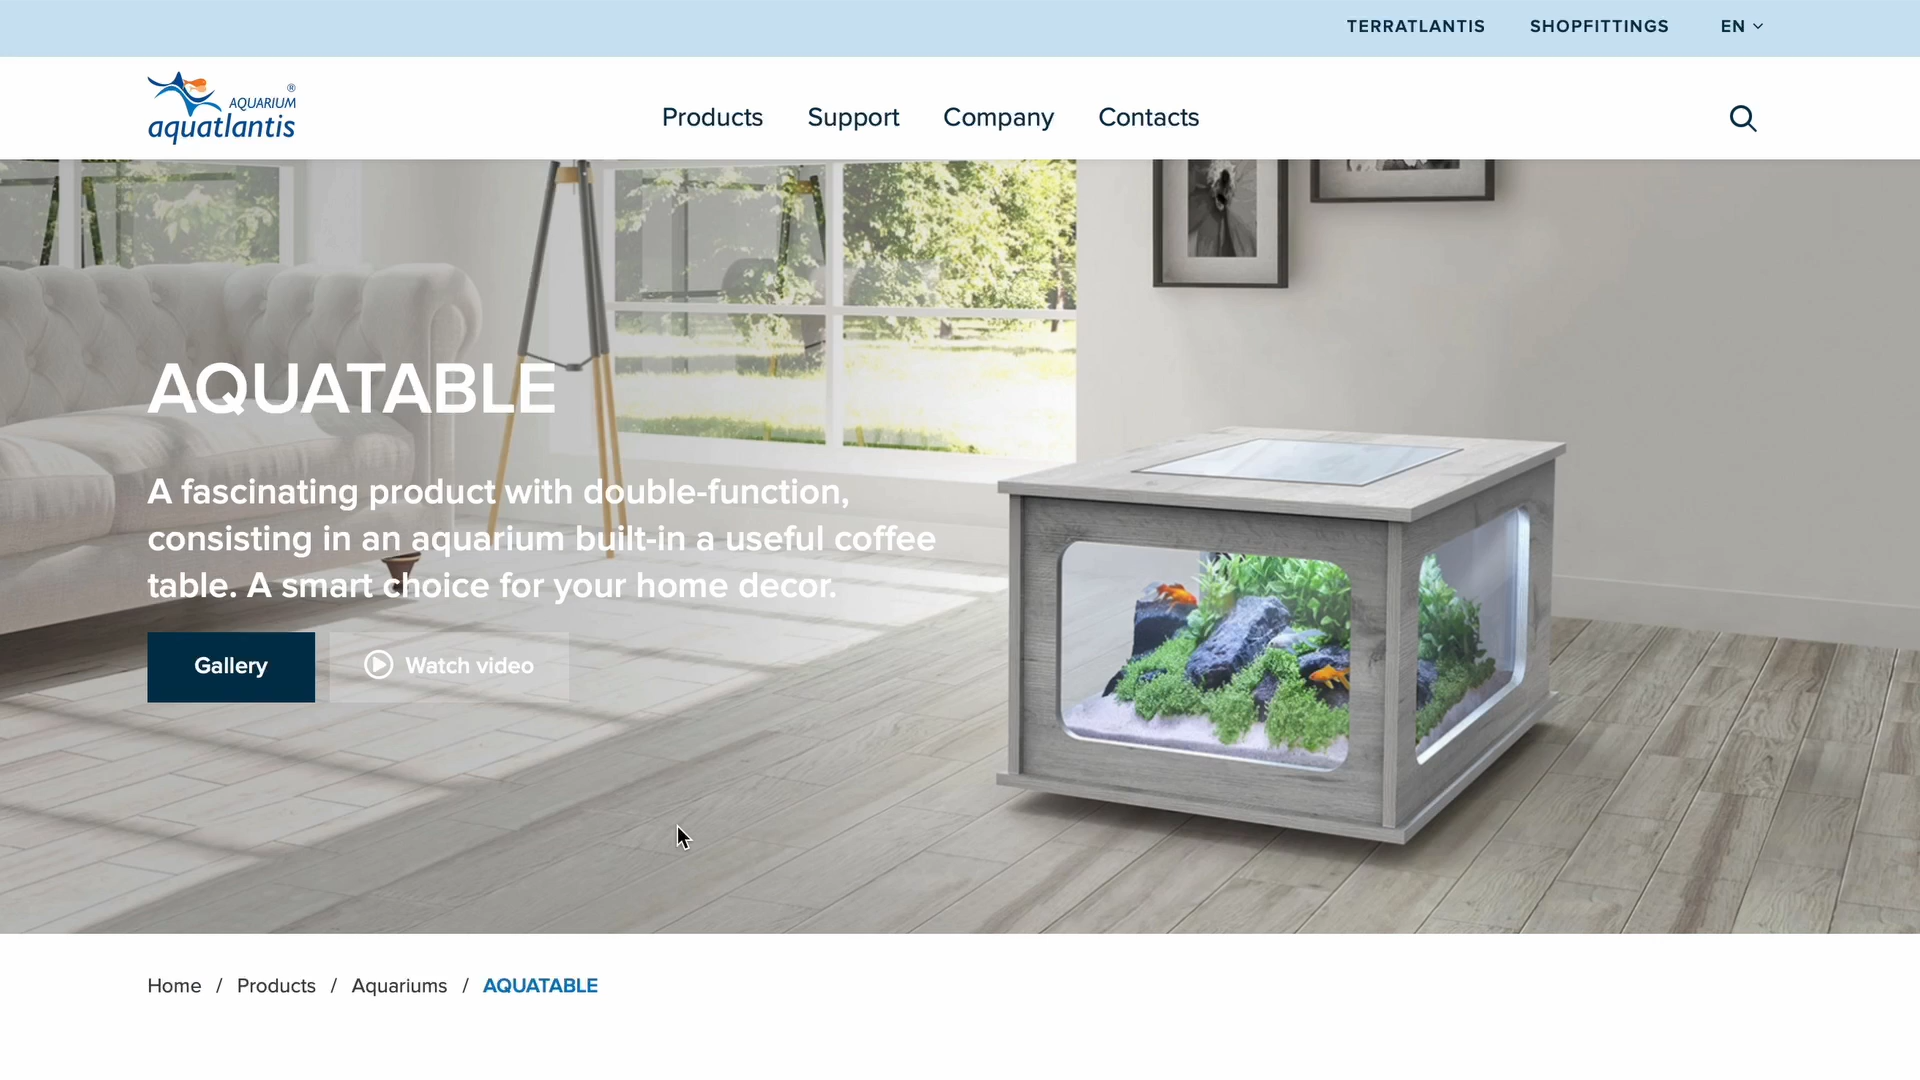 TERRATLANTIS SHOPFITTINGS EN
AQUARIUM ®
aquatlantis
Products Support Company Contacts
AQUATABLE
A fascinating product with double-function,
consisting in an aquarium built-in a useful coffee
table. A smart choice for your home decor.
Gallery Watch video
Home / Products / Aquariums / AQUATABLE